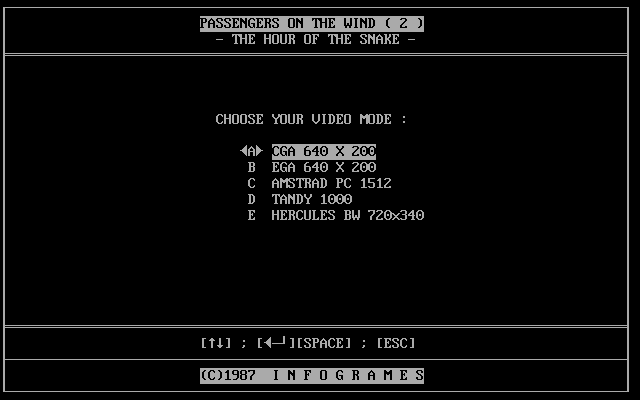 PASSENGERS ON THE WIND ( 2 )
- THE HOUR OF THE SNAKE -
CHOOSE YOUR VIDEO MODE :
◄A► CGA 640 X 200
B EGA 640 X 200
C AMSTRAD PC 1512
D TANDY 1000
E HERCULES BW 720x340
[↑↓] ; [◄─┘][SPACE] ; [ESC]
(C)1987 I N F O G R A M E S